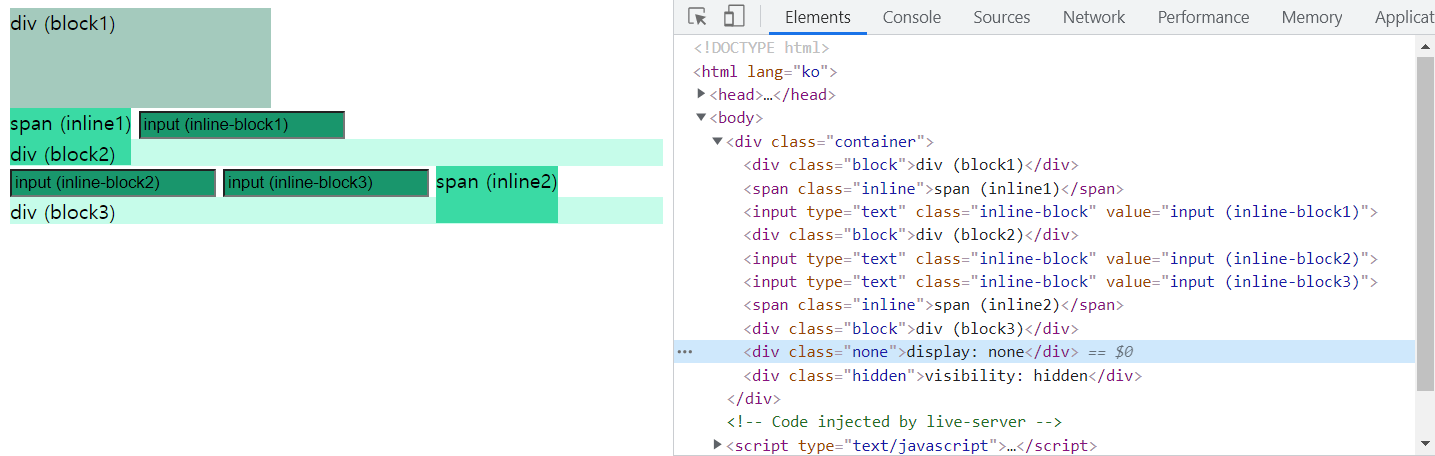 div (block1)
span (inline1) input (inline-block1)
div (block2)
input (inline-block2) input (inline-block3) span (inline2)
div (block3)
Elements Console Sources Network Performance Memory Applicat
<!DOCTYPE html>
<html lang="ko">
<head>…</head>
<body>
<div class="container">
<div class="block">div (block1)</div>
<span class="inline">span (inline1)</span>
<input type="text" class="inline-block" value="input (inline-block1)">
<div class="block">div (block2)</div>
<input type="text" class="inline-block" value="input (inline-block2)">
<input type="text" class="inline-block" value="input (inline-block3)">
<span class="inline">span (inline2)</span>
<div class="block">div (block3)</div>
<div class="none">display: none</div> == $0
<div class="hidden">visibility: hidden</div>
</div>
<!-- Code injected by live-server -->
<script type="text/javascript">…</script>